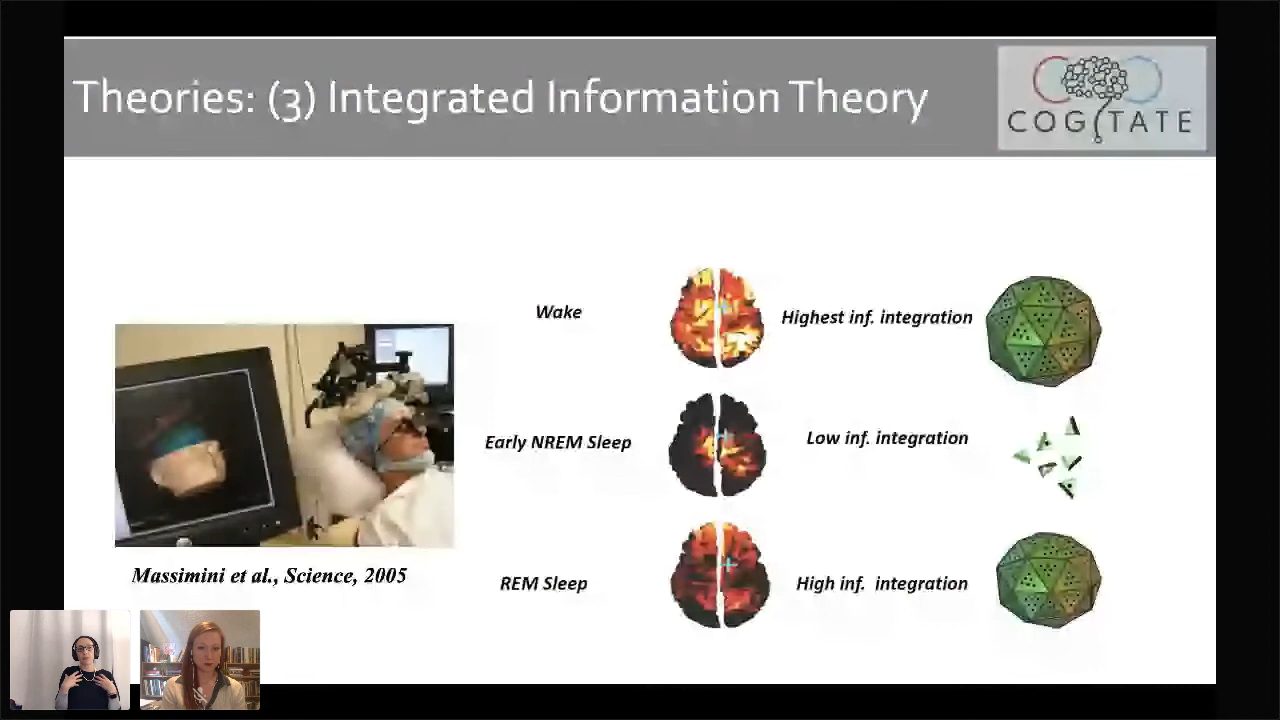 Theories: (3) Integrated Information Theory
COGITATE
Wake
Highest inf. integration
Early NREM Sleep
Low inf. integration
REM Sleep
High inf. integration
Massimini et al., Science, 2005